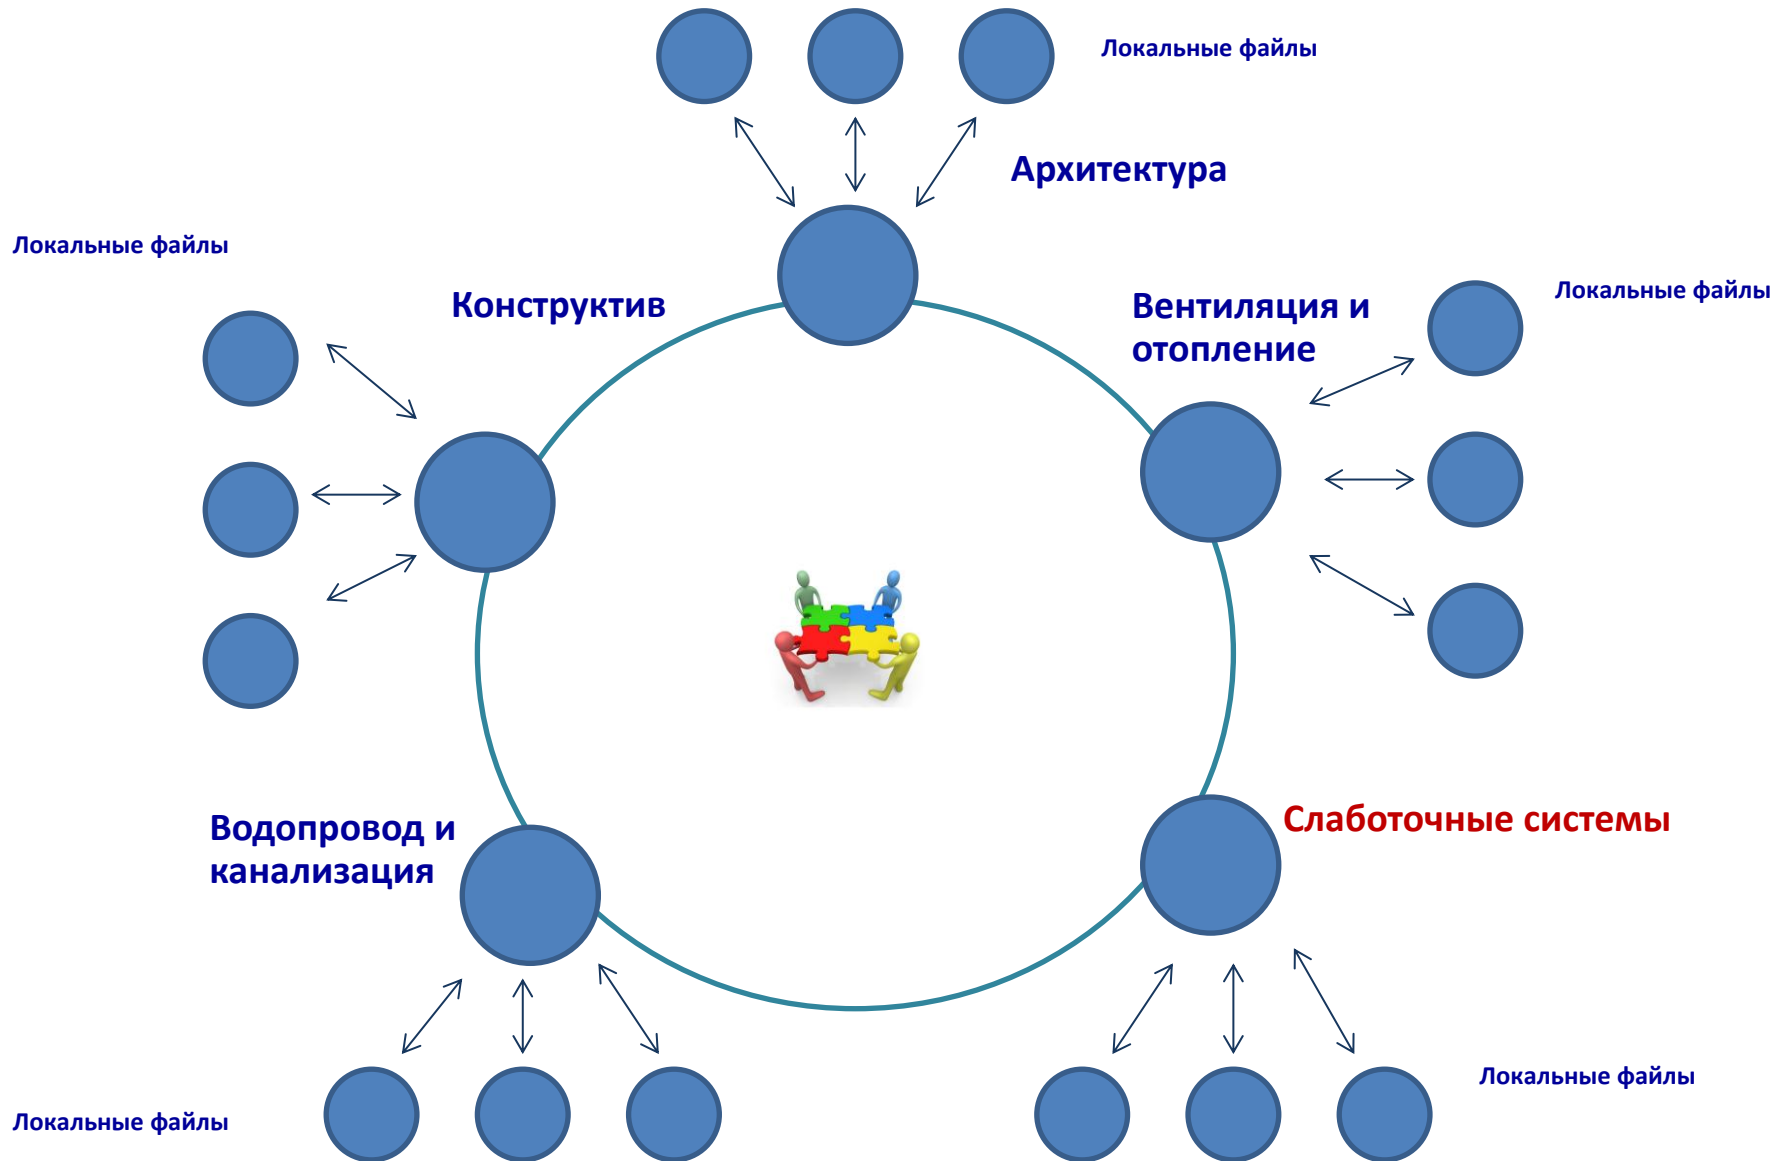 Локальные файлы
Архитектура
Локальные файлы
Конструктив
Вентиляция и
отопление
Локальные файлы
Водопровод и
канализация
Слаботочные системы
Локальные файлы
Локальные файлы